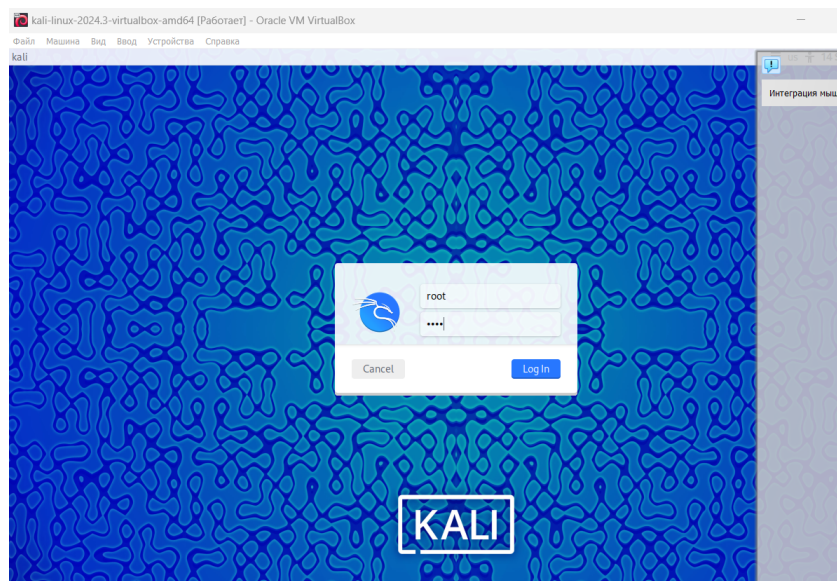 kali-linux-2024.3-virtualbox-amd64 [Работает] - Oracle VM VirtualBox
Файл Машина Вид Ввод Устройства Справка
kali
Интеграция мыш
root
••••
Cancel Log In
KALI